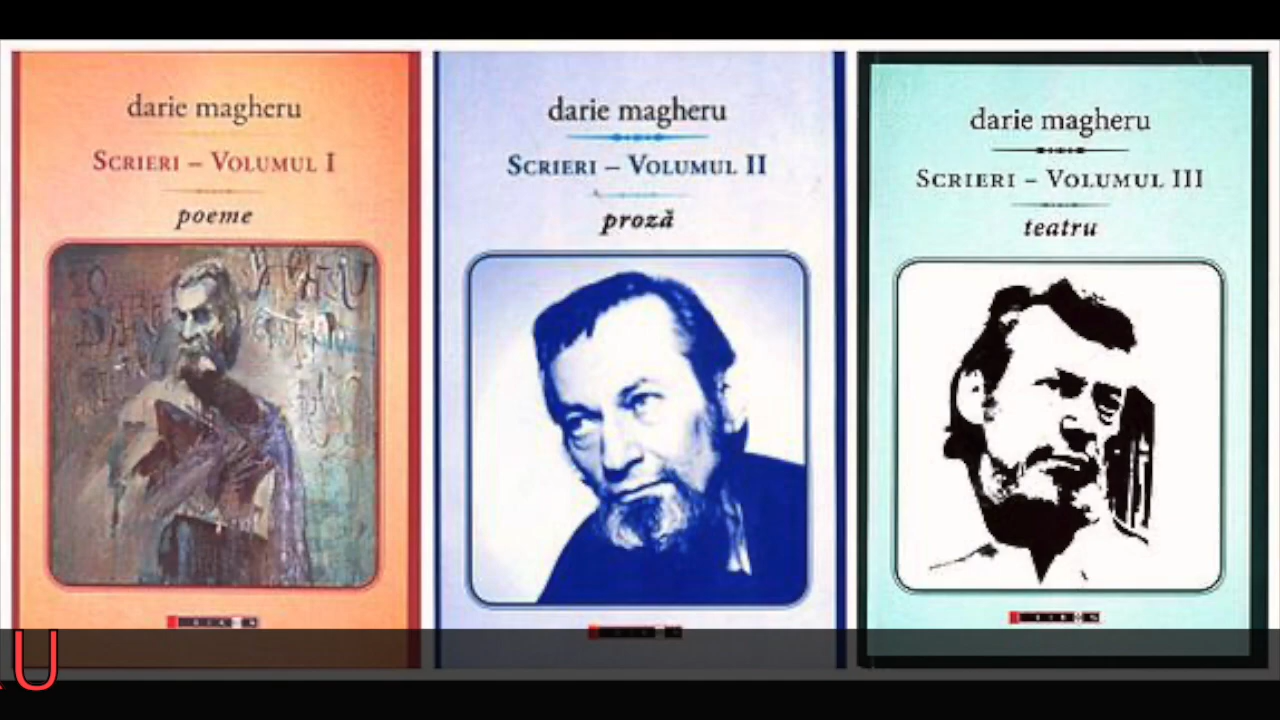 darie magheru
SCRIERI – VOLUMUL I
poeme
darie magheru
SCRIERI – VOLUMUL II
proză
darie magheru
SCRIERI – VOLUMUL III
teatru
U